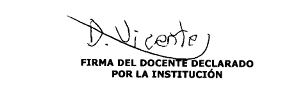 D. Vicente
FIRMA DEL DOCENTE DECLARADO
POR LA INSTITUCIÓN